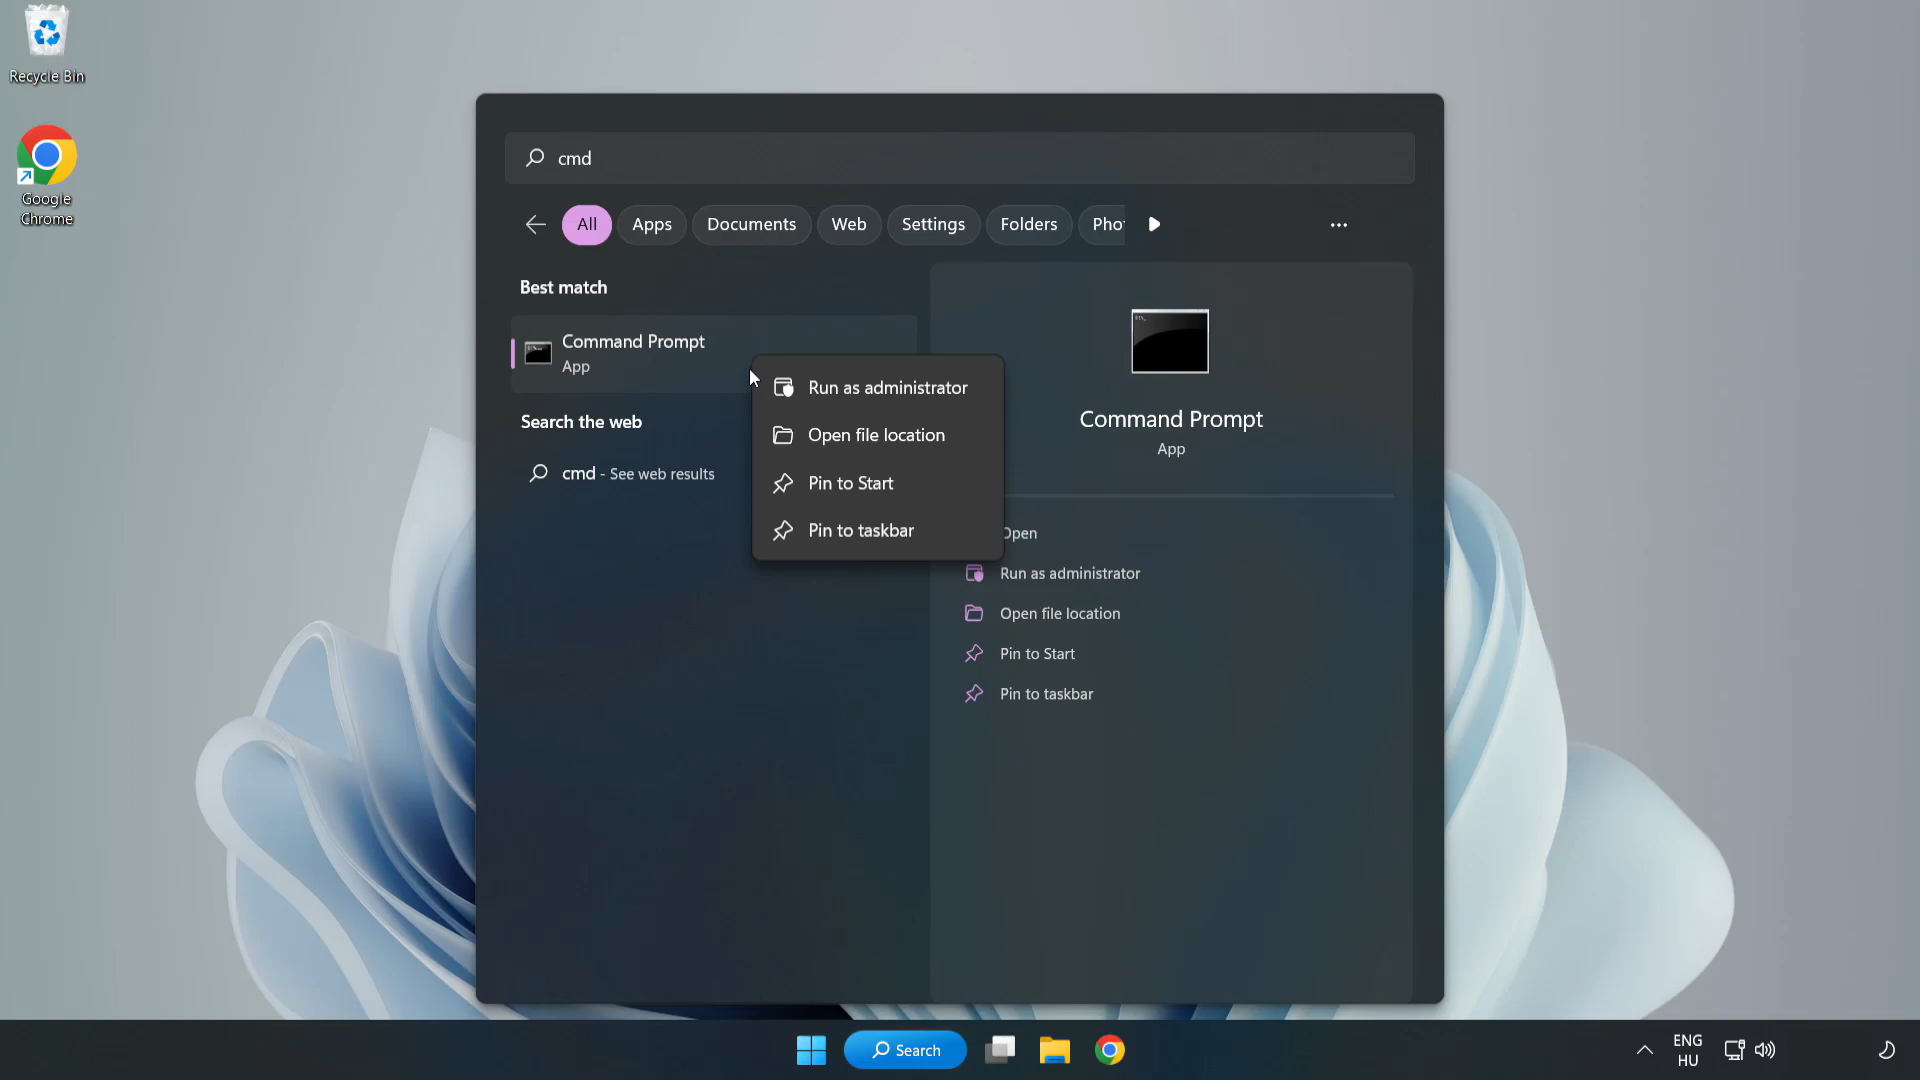 Recycle Bin
Google
Chrome
cmd
All
Apps
Documents
Web
Settings
Folders
Best match
Command Prompt
App
Search the web
cmd - See web results
Run as administrator
Open file location
Pin to Start
Pin to taskbar
Command Prompt
App
Open
Run as administrator
Open file location
Pin to Start
Pin to taskbar
Search
ENG
HU